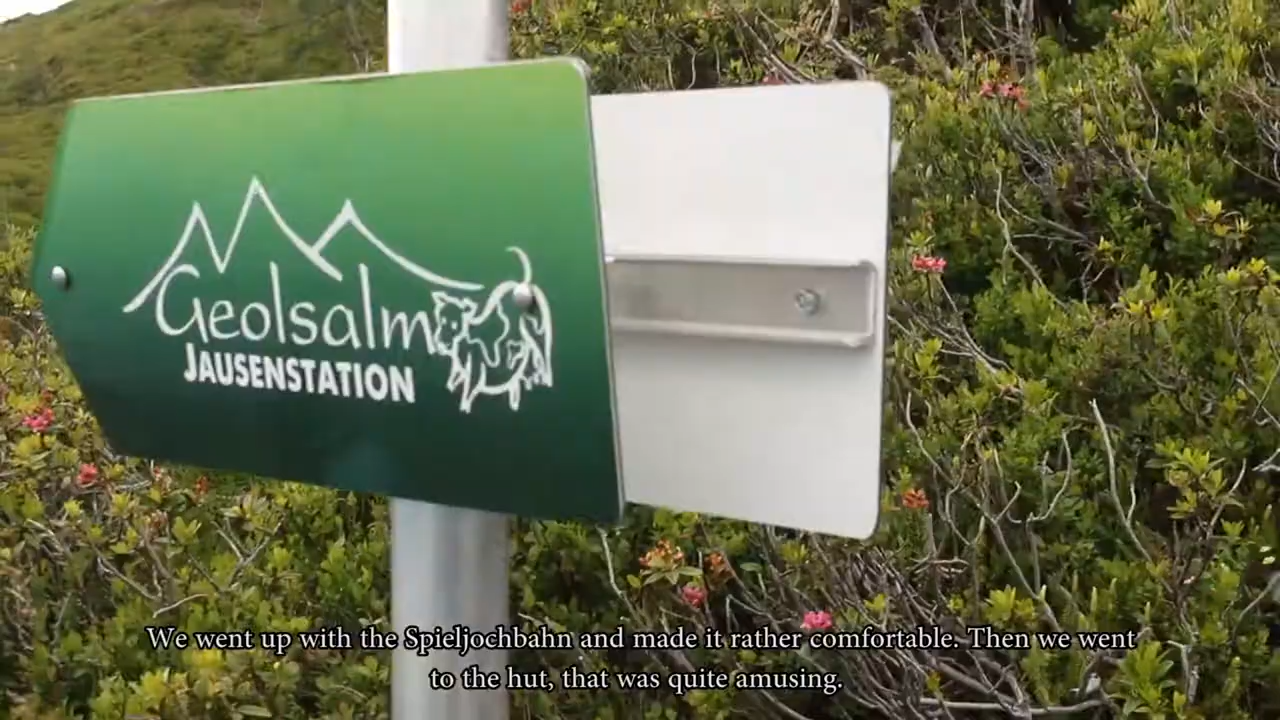 Geolsalm
JAUSENSTATION
We went up with the Spieljochbahn and made it rather comfortable. Then we went
to the hut, that was quite amusing.